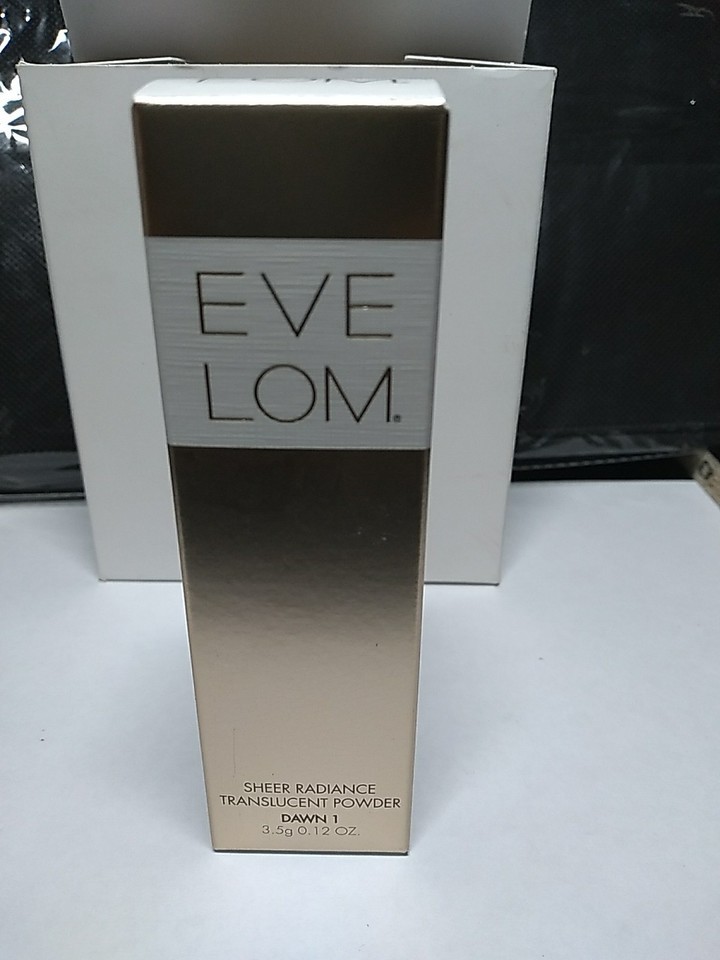 EVE
LOM®
SHEER RADIANCE
TRANSLUCENT POWDER
DAWN 1
3.5g 0.12 OZ.